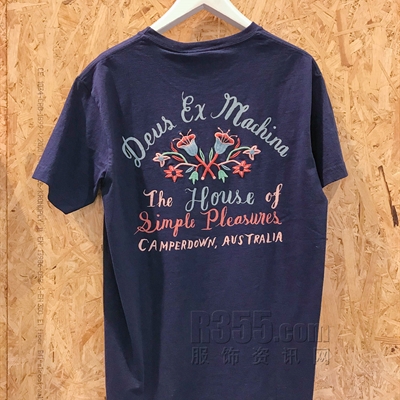 Deus Ex Machina
The House of
Simple Pleasures
CAMPERDOWN, AUSTRALIA
R355.com
服饰资讯网